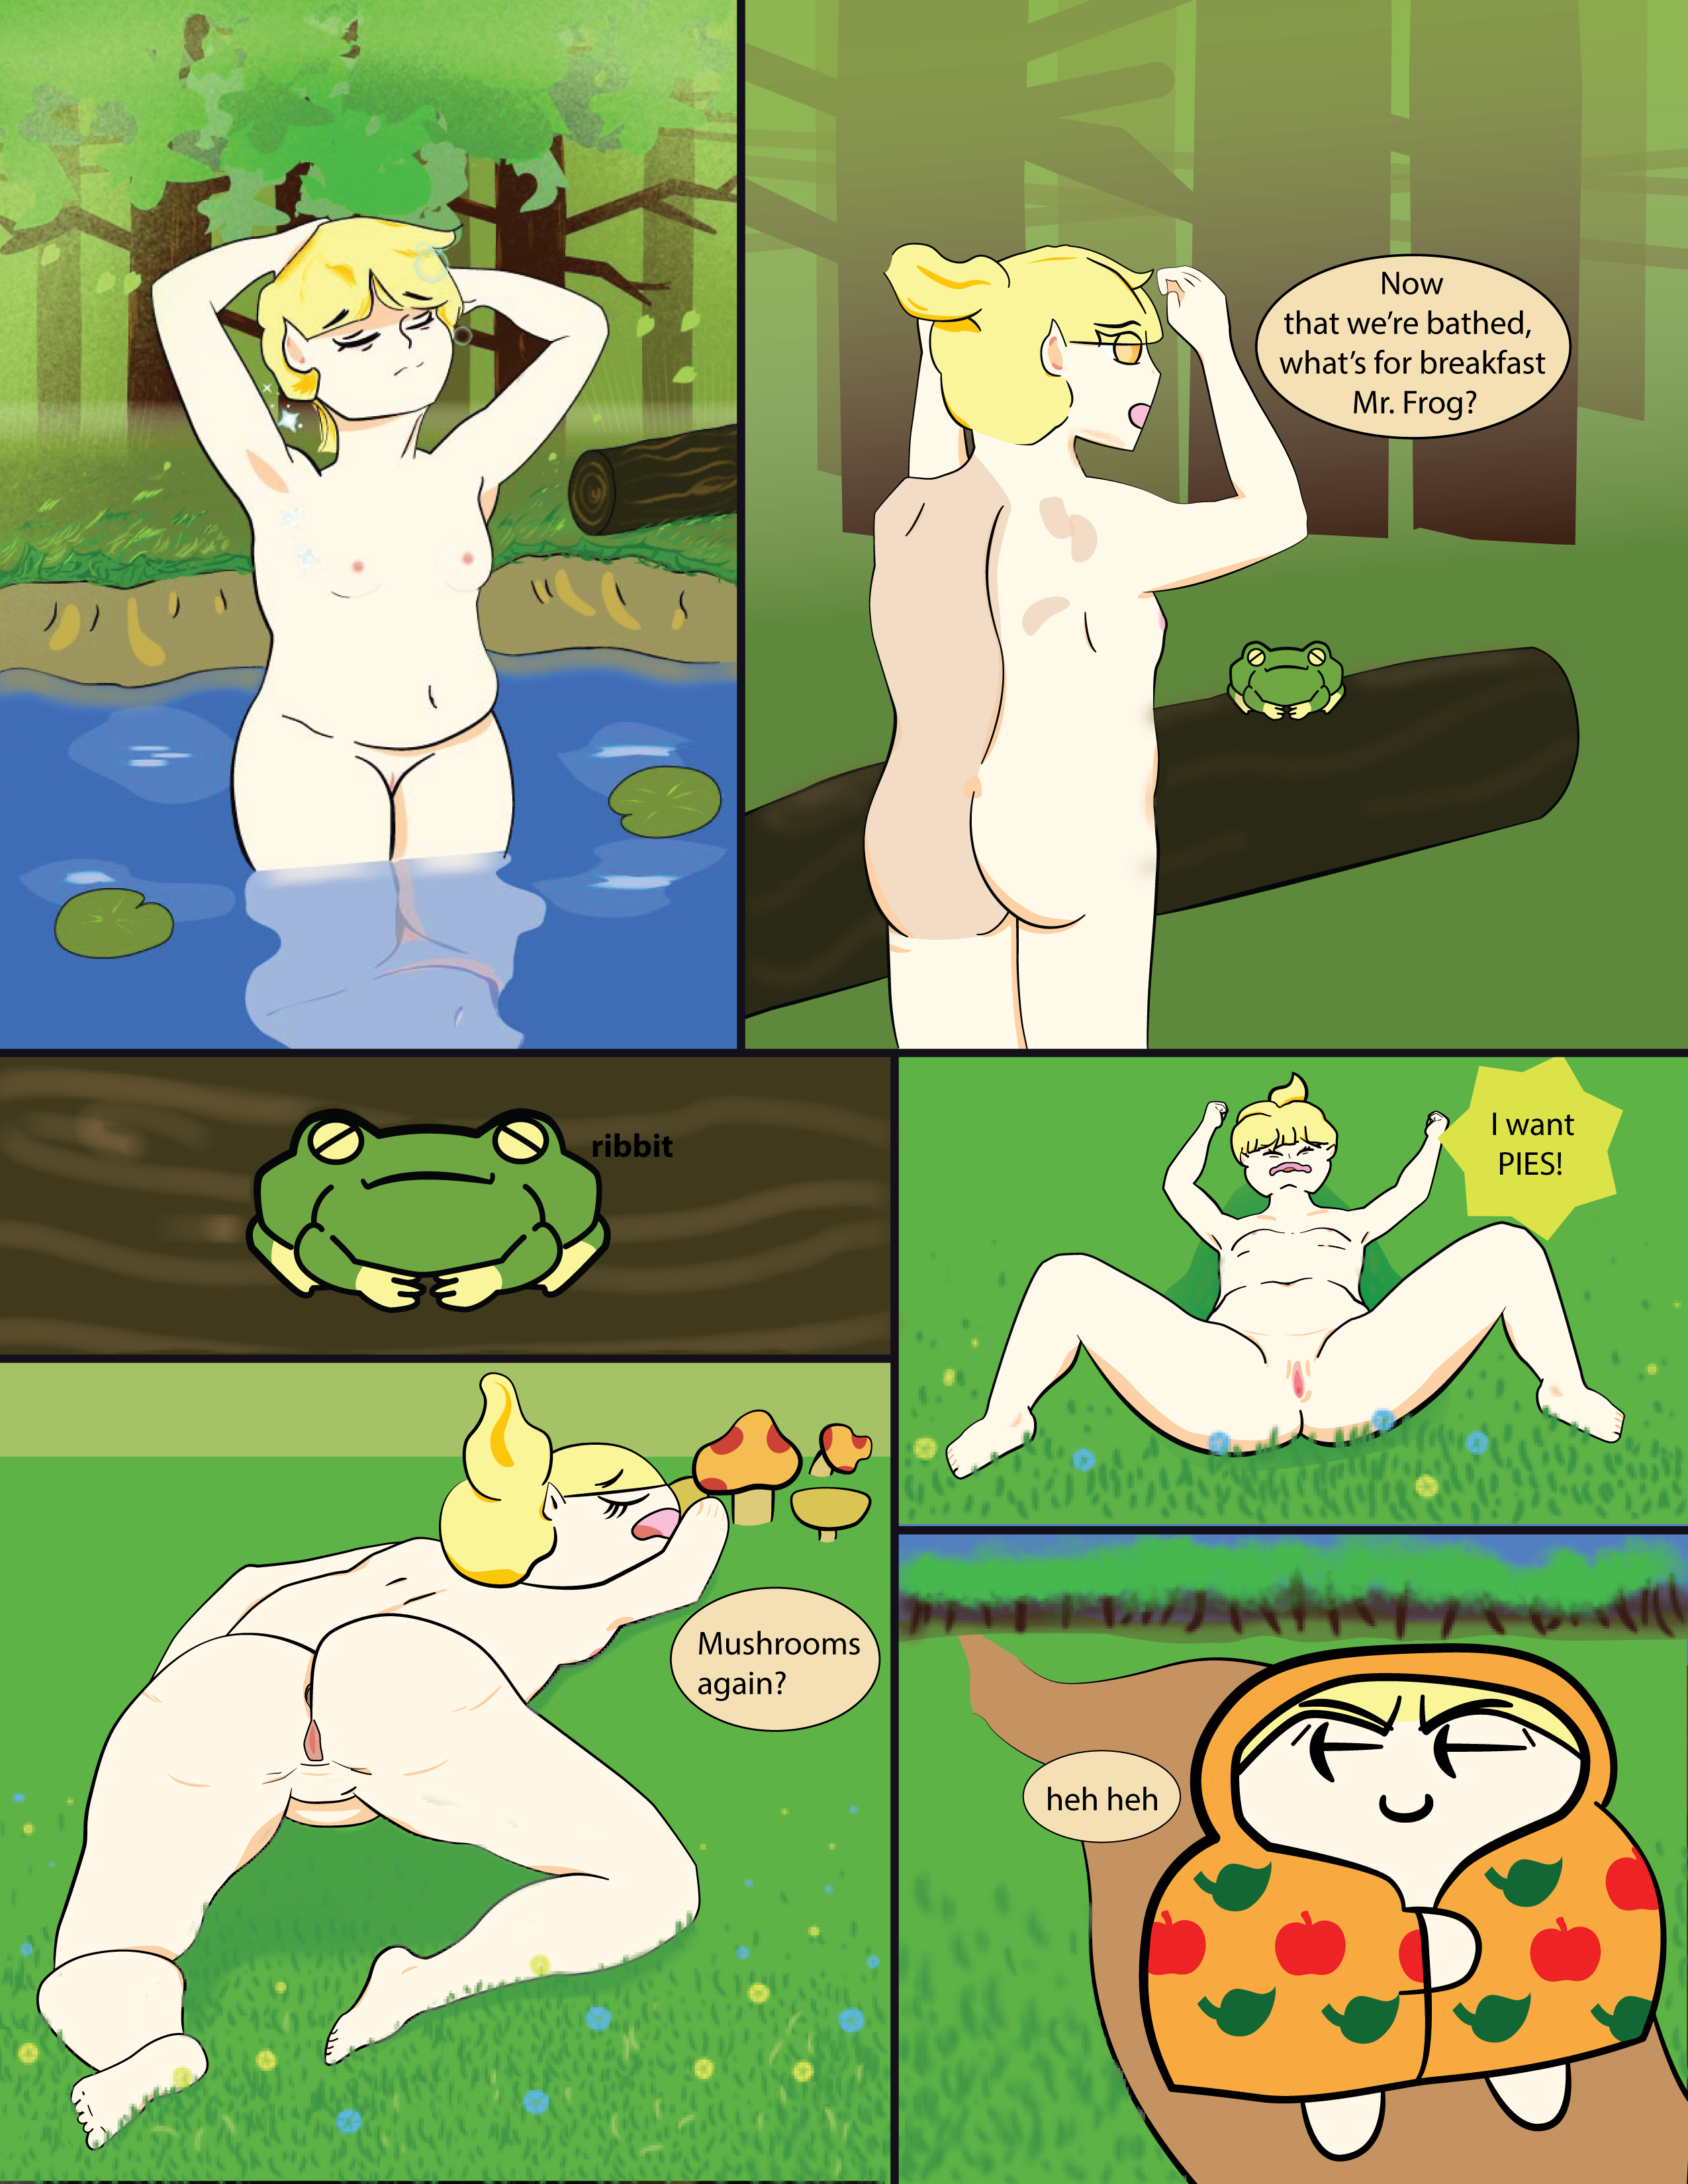 Now
that we're bathed,
what's for breakfast
Mr. Frog?
ribbit
I want
PIES!
Mushrooms
again?
heh heh